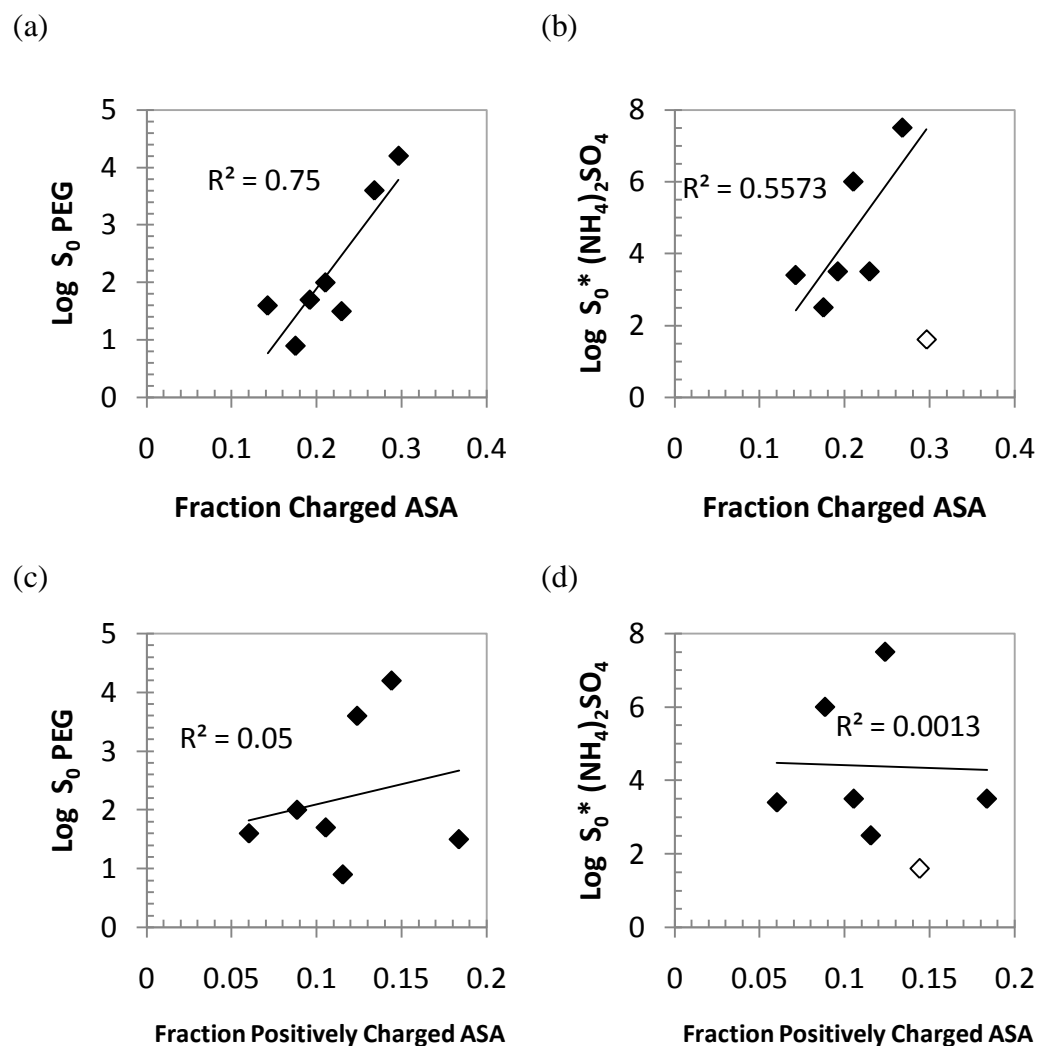 (a)
5
4
3
2
1
0
Log S₀ PEG
R² = 0.75
0 0.1 0.2 0.3 0.4
Fraction Charged ASA
(b)
8
6
4
2
0
Log S₀* (NH₄)₂SO₄
R² = 0.5573
0 0.1 0.2 0.3 0.4
Fraction Charged ASA
(c)
5
4
3
2
1
0
Log S₀ PEG
R² = 0.05
0 0.05 0.1 0.15 0.2
Fraction Positively Charged ASA
(d)
8
6
4
2
0
Log S₀* (NH₄)₂SO₄
R² = 0.0013
0 0.05 0.1 0.15 0.2
Fraction Positively Charged ASA